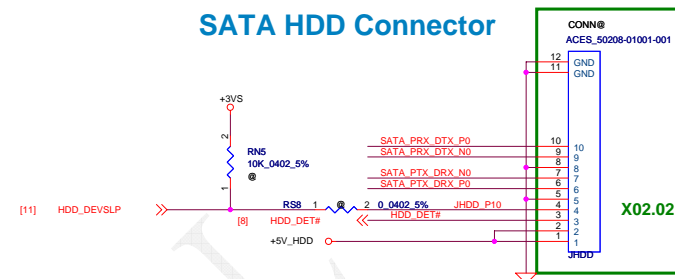 SATA HDD Connector
CONN@
ACES_50208-01001-001
12 GND
11 GND
+3VS
2
RN5
10K_0402_5%
@
1
SATA_PRX_DTX_P0 10 10
SATA_PRX_DTX_N0 9 9
8 8
SATA_PTX_DRX_N0 7 7
SATA_PTX_DRX_P0 6 6
5 5
[11] HDD_DEVSLP RS8 1 @ 2 0_0402_5% JHDD_P10 4 4
X02.02
[8] HDD_DET# HDD_DET# 3 3
2 2
+5V_HDD 1 1
JHDD